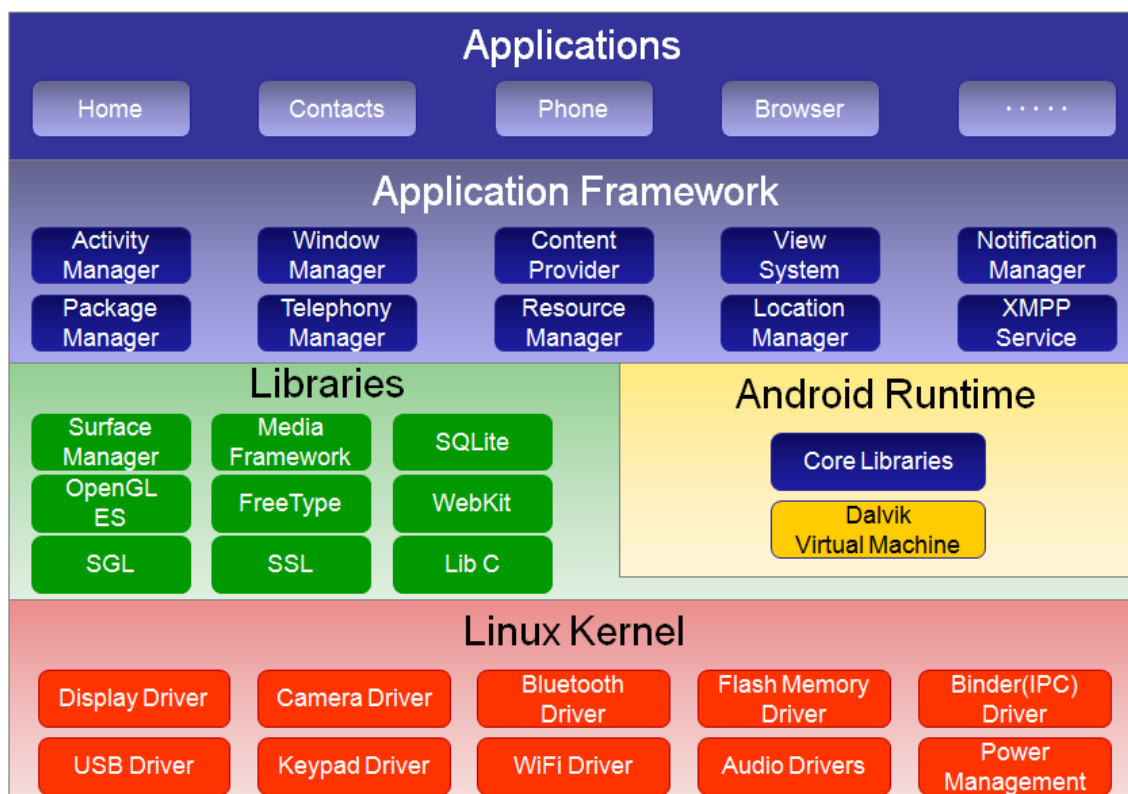 Applications
Home
Contacts
Phone
Browser
. . . . .
Application Framework
Activity
Manager
Window
Manager
Content
Provider
View
System
Notification
Manager
Package
Manager
Telephony
Manager
Resource
Manager
Location
Manager
XMPP
Service
Libraries
Surface
Manager
Media
Framework
SQLite
OpenGL
ES
FreeType
WebKit
SGL
SSL
Lib C
Android Runtime
Core Libraries
Dalvik
Virtual Machine
Linux Kernel
Display Driver
Camera Driver
Bluetooth
Driver
Flash Memory
Driver
Binder(IPC)
Driver
USB Driver
Keypad Driver
WiFi Driver
Audio Drivers
Power
Management